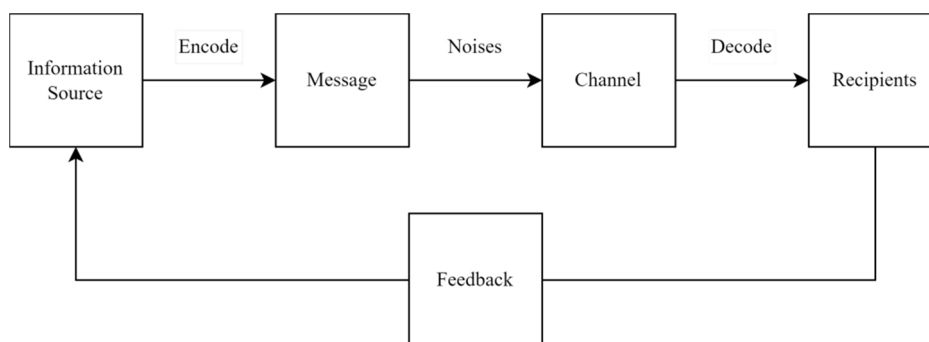 Encode
Noises
Decode
Information
Source
Message
Channel
Recipients
Feedback